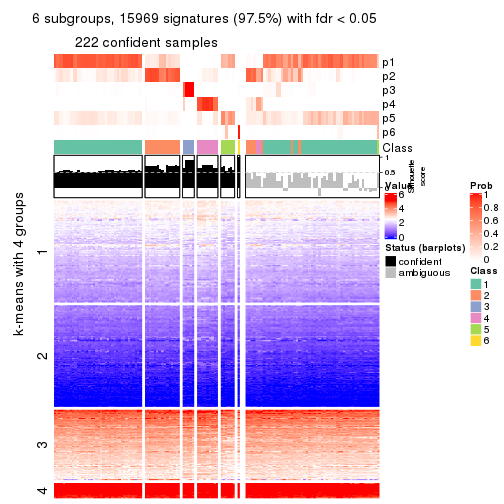 6 subgroups, 15969 signatures (97.5%) with fdr < 0.05
222 confident samples
p1
p2
p3
p4
p5
p6
Class
1
0.5
0
Silhouette
score
k-means with 4 groups
1
2
3
4
Value
6
4
2
0
Status (barplots)
confident
ambiguous
Prob
1
0.8
0.6
0.4
0.2
0
Class
1
2
3
4
5
6